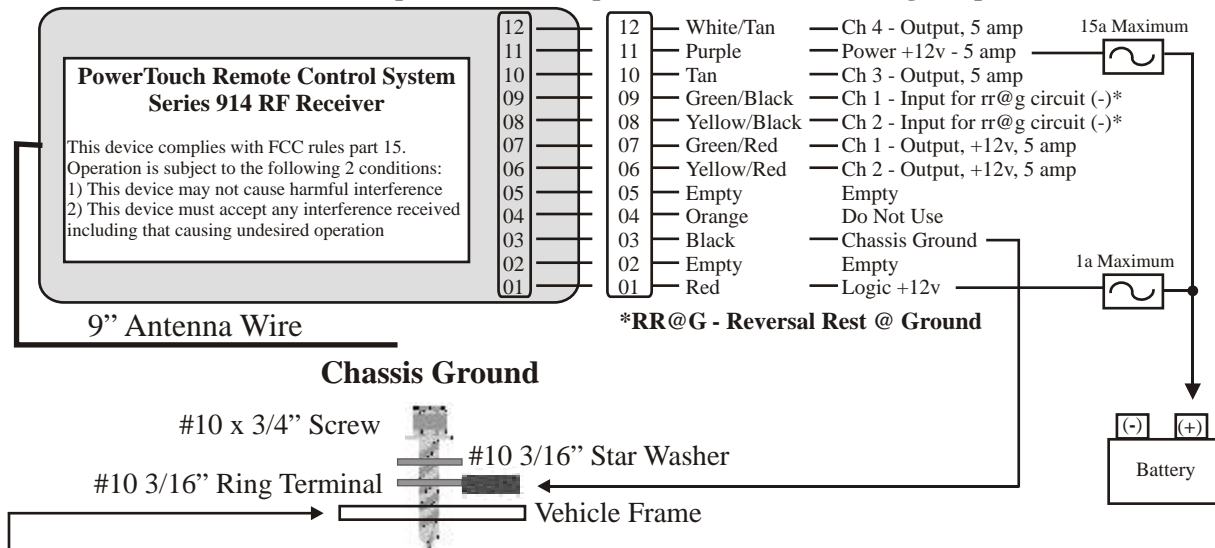 12 12 White/Tan Ch 4 - Output, 5 amp 15a Maximum
11 11 Purple Power +12v - 5 amp
10 10 Tan Ch 3 - Output, 5 amp
09 09 Green/Black Ch 1 - Input for rr@g circuit (-)*
08 08 Yellow/Black Ch 2 - Input for rr@g circuit (-)*
07 07 Green/Red Ch 1 - Output, +12v, 5 amp
06 06 Yellow/Red Ch 2 - Output, +12v, 5 amp
05 05 Empty Empty
04 04 Orange Do Not Use
03 03 Black Chassis Ground
02 02 Empty Empty 1a Maximum
01 01 Red Logic +12v
PowerTouch Remote Control System
Series 914 RF Receiver
This device complies with FCC rules part 15.
Operation is subject to the following 2 conditions:
1) This device may not cause harmful interference
2) This device must accept any interference received
including that causing undesired operation
*RR@G - Reversal Rest @ Ground
9” Antenna Wire
Chassis Ground
#10 x 3/4” Screw
#10 3/16” Star Washer
#10 3/16” Ring Terminal
Vehicle Frame
(-) (+)
Battery